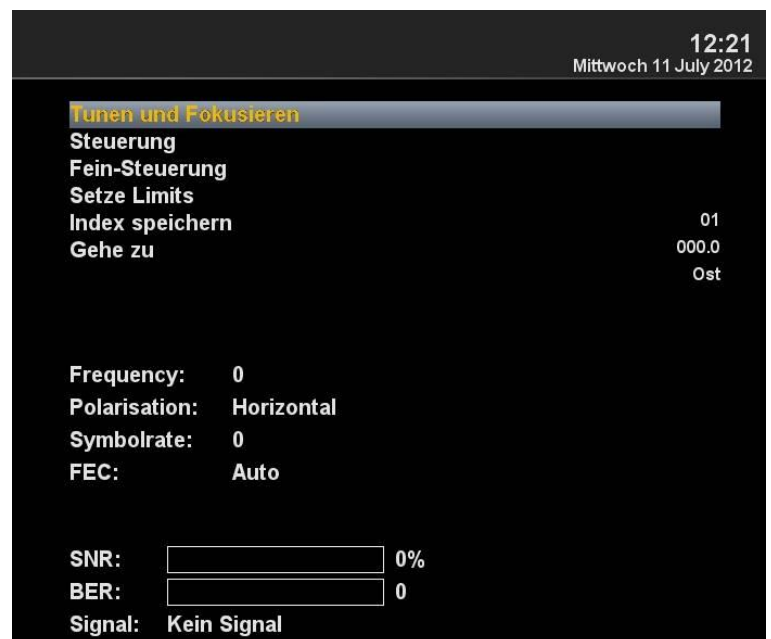 12:21
Mittwoch 11 July 2012
Tunen und Fokusieren
Steuerung
Fein-Steuerung
Setze Limits
Index speichern 01
Gehe zu 000.0
Ost
Frequency: 0
Polarisation: Horizontal
Symbolrate: 0
FEC: Auto
SNR: 0%
BER: 0
Signal: Kein Signal